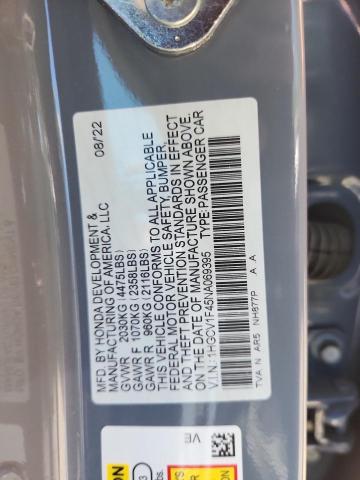 MFD. BY HONDA DEVELOPMENT & 08/22
MANUFACTURING OF AMERICA, LLC
GVWR 2030KG (4475LBS)
GAWR F 1070KG (2358LBS)
GAWR R 960KG (2116LBS)
THIS VEHICLE CONFORMS TO ALL APPLICABLE
FEDERAL MOTOR VEHICLE SAFETY, BUMPER,
AND THEFT PREVENTION STANDARDS IN EFFECT
ON THE DATE OF MANUFACTURE SHOWN ABOVE.
V.I.N.: 1HGCV1F45NA069395 TYPE: PASSENGER CAR
TVA N AR5 NH877P A A
VE